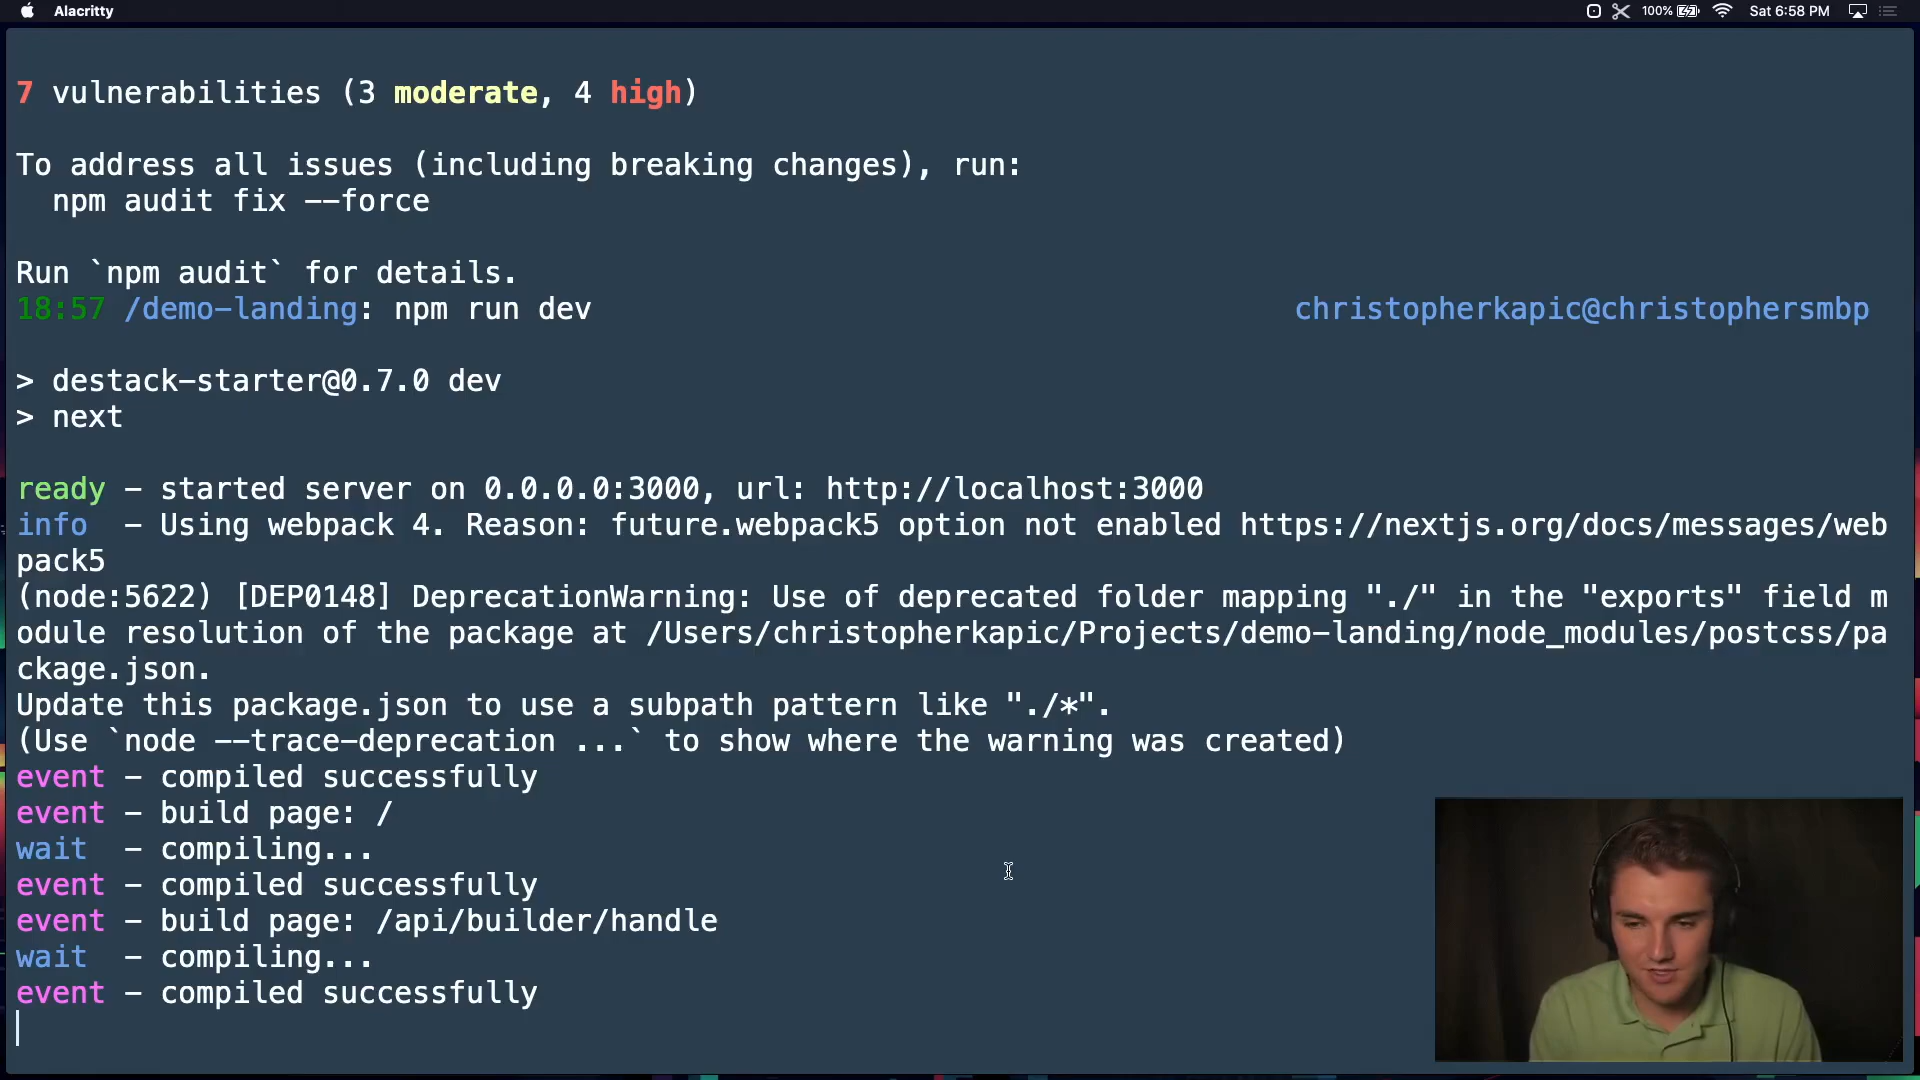 Alacritty
100%
Sat 6:58 PM
7 vulnerabilities (3 moderate, 4 high)
To address all issues (including breaking changes), run:
npm audit fix --force
Run `npm audit` for details.
18:57 /demo-landing: npm run dev christopherkapic@christophersmbp
> destack-starter@0.7.0 dev
> next
ready - started server on 0.0.0.0:3000, url: http://localhost:3000
info - Using webpack 4. Reason: future.webpack5 option not enabled https://nextjs.org/docs/messages/web
pack5
(node:5622) [DEP0148] DeprecationWarning: Use of deprecated folder mapping "./" in the "exports" field m
odule resolution of the package at /Users/christopherkapic/Projects/demo-landing/node_modules/postcss/pa
ckage.json.
Update this package.json to use a subpath pattern like "./*".
(Use `node --trace-deprecation ...` to show where the warning was created)
event - compiled successfully
event - build page: /
wait - compiling...
event - compiled successfully
event - build page: /api/builder/handle
wait - compiling...
event - compiled successfully